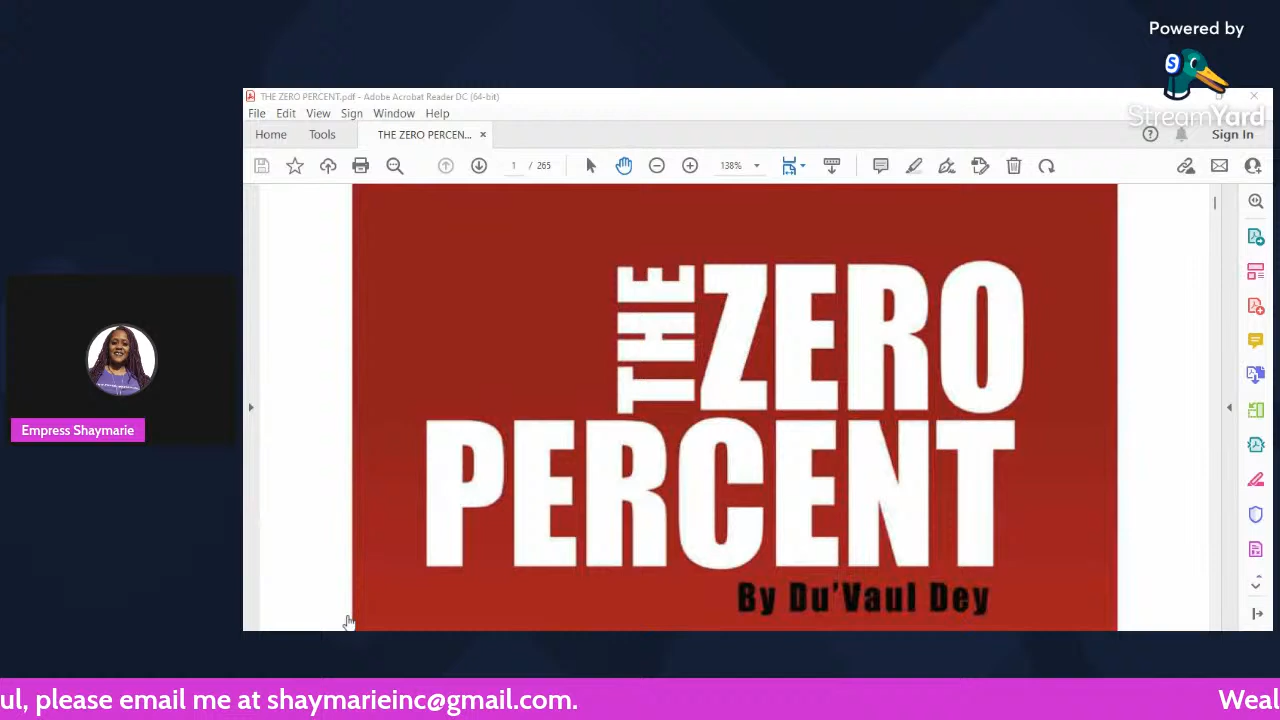 Powered by
StreamYard
THE ZERO PERCENT.pdf - Adobe Acrobat Reader DC (64-bit)
File Edit View Sign Window Help
Home Tools THE ZERO PERCEN... ×
Sign In
1 / 265
138%
THE ZERO
PERCENT
By Du'Vaul Dey
Empress Shaymarie
ul, please email me at shaymarieinc@gmail.com. Weal